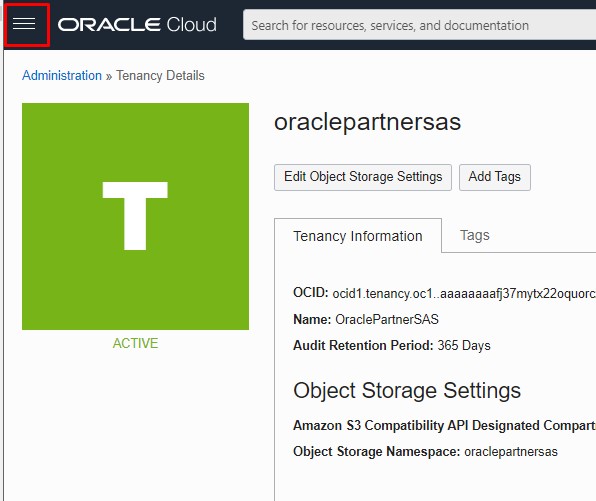 ORACLE Cloud
Search for resources, services, and documentation
Administration » Tenancy Details
T
ACTIVE
oraclepartnersas
Edit Object Storage Settings
Add Tags
Tenancy Information
Tags
OCID: ocid1.tenancy.oc1..aaaaaaaafj37mytx22oquorc
Name: OraclePartnerSAS
Audit Retention Period: 365 Days
Object Storage Settings
Amazon S3 Compatibility API Designated Compart
Object Storage Namespace: oraclepartnersas